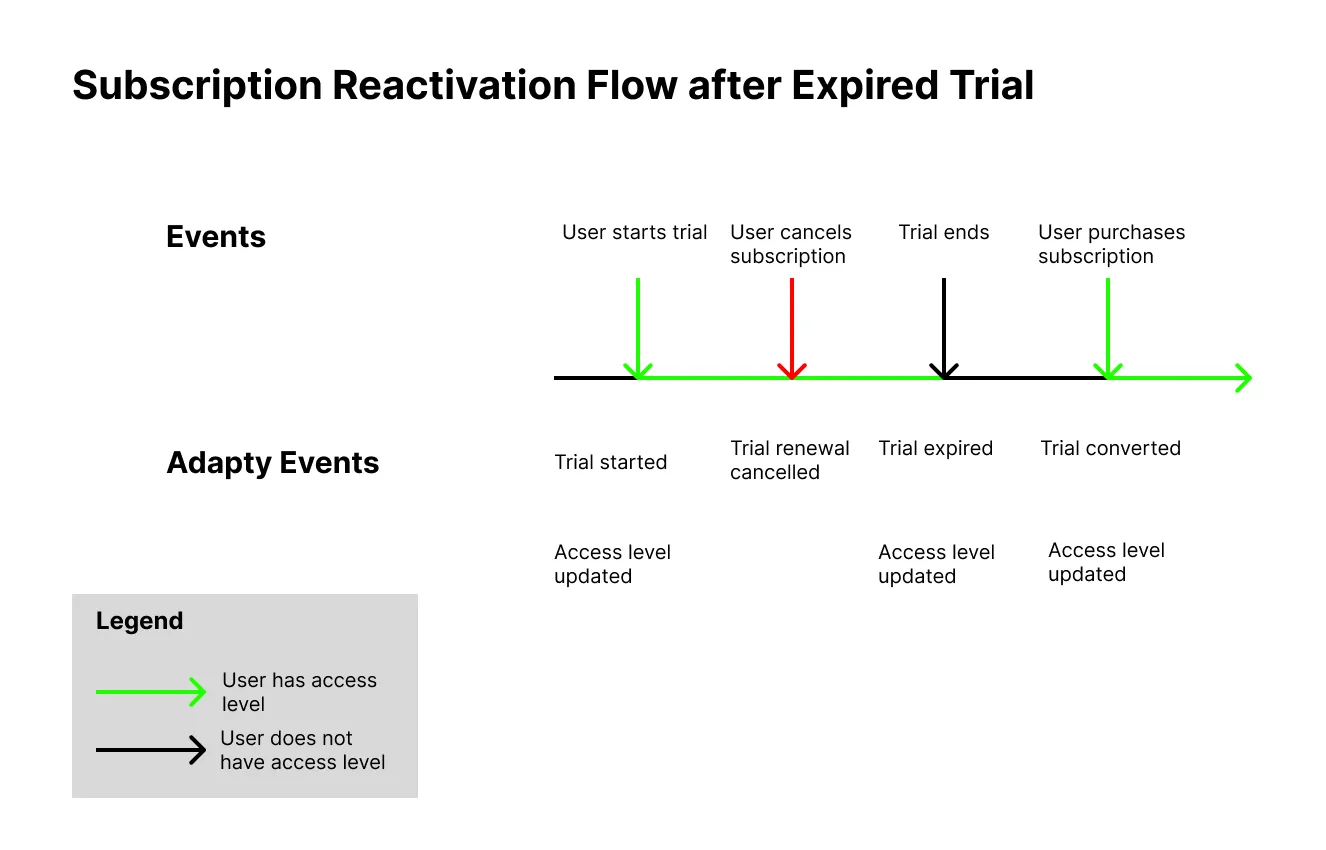 Subscription Reactivation Flow after Expired Trial
Events
User starts trial
User cancels
subscription
Trial ends
User purchases
subscription
Adapty Events
Trial started
Trial renewal
cancelled
Trial expired
Trial converted
Access level
updated
Access level
updated
Access level
updated
Legend
User has access
level
User does not
have access level